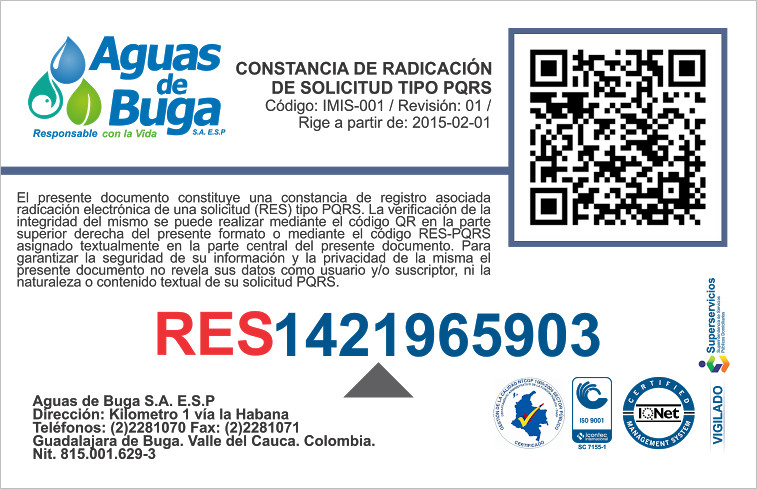 Aguas
de
Buga
S.A. E.S.P
Responsable con la Vida
CONSTANCIA DE RADICACIÓN
DE SOLICITUD TIPO PQRS
Código: IMIS-001 / Revisión: 01 /
Rige a partir de: 2015-02-01
El presente documento constituye una constancia de registro asociada
radicación electrónica de una solicitud (RES) tipo PQRS. La verificación de la
integridad del mismo se puede realizar mediante el código QR en la parte
superior derecha del presente formato o mediante el código RES-PQRS
asignado textualmente en la parte central del presente documento. Para
garantizar la seguridad de su información y la privacidad de la misma el
presente documento no revela sus datos como usuario y/o suscriptor, ni la
naturaleza o contenido textual de su solicitud PQRS.
RES1421965903
Aguas de Buga S.A. E.S.P
Dirección: Kilometro 1 vía la Habana
Teléfonos: (2)2281070 Fax: (2)2281071
Guadalajara de Buga. Valle del Cauca. Colombia.
Nit. 815.001.629-3
CERTIFICADO
ISO 9001
icontec
internacional
SC 7155-1
CERTIFIED
IQNet
MANAGEMENT SYSTEM
VIGILADO
Superservicios
Superintendencia de Servicios
Públicos Domiciliarios